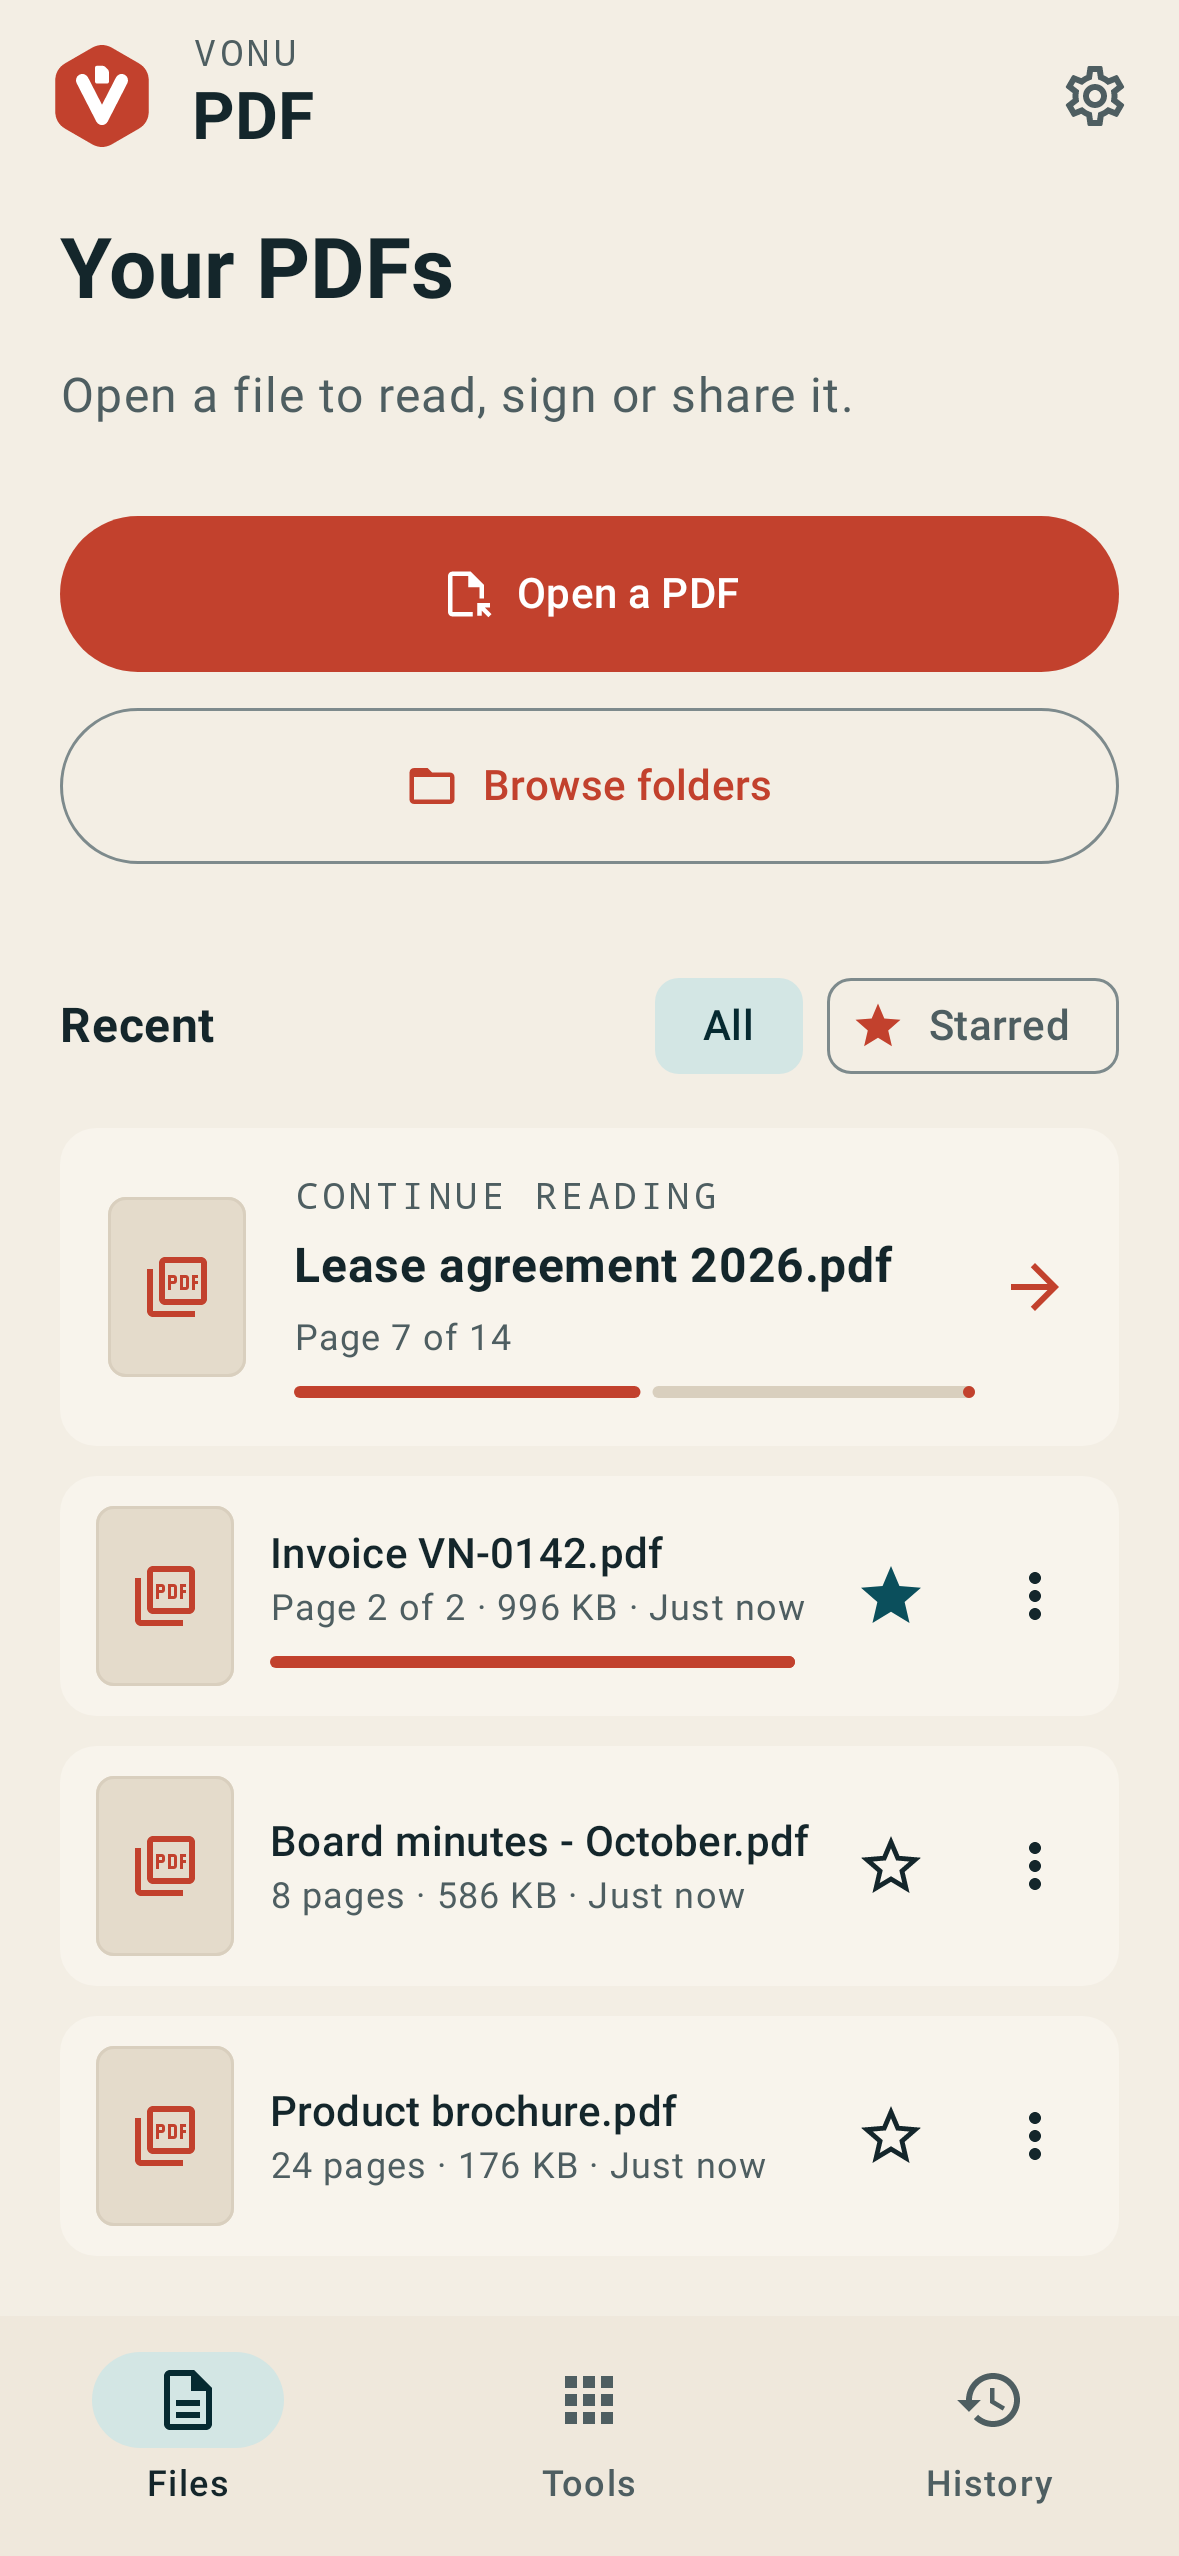 VONU
PDF
Your PDFs
Open a file to read, sign or share it.
Open a PDF
Browse folders
Recent
All
Starred
CONTINUE READING
PDF
Lease agreement 2026.pdf
Page 7 of 14
PDF
Invoice VN-0142.pdf
Page 2 of 2 · 996 KB · Just now
PDF
Board minutes - October.pdf
8 pages · 586 KB · Just now
PDF
Product brochure.pdf
24 pages · 176 KB · Just now
Files
Tools
History